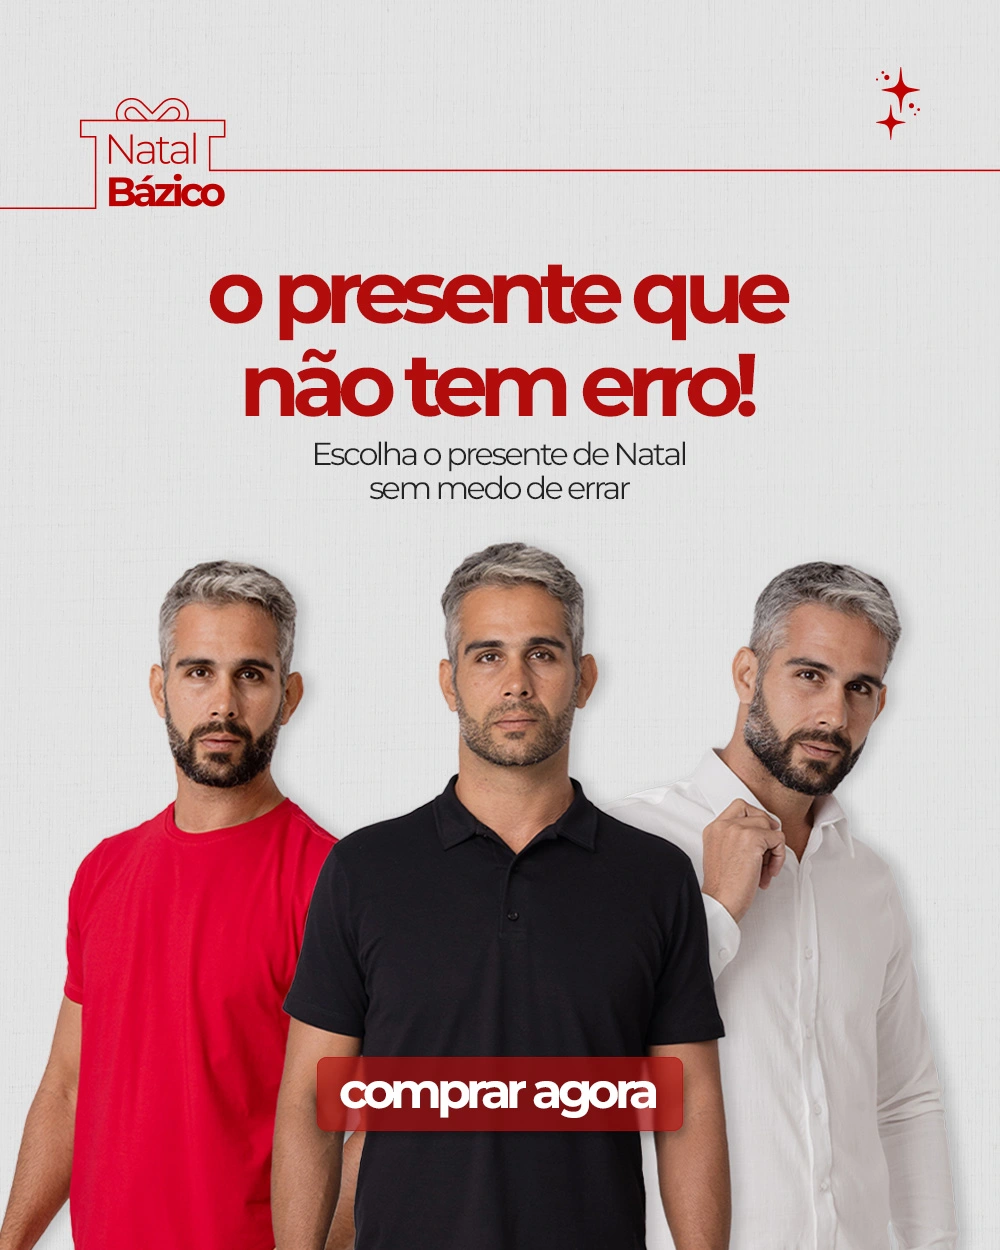 Natal
Bázico
o presente que
não tem erro!
Escolha o presente de Natal
sem medo de errar
comprar agora